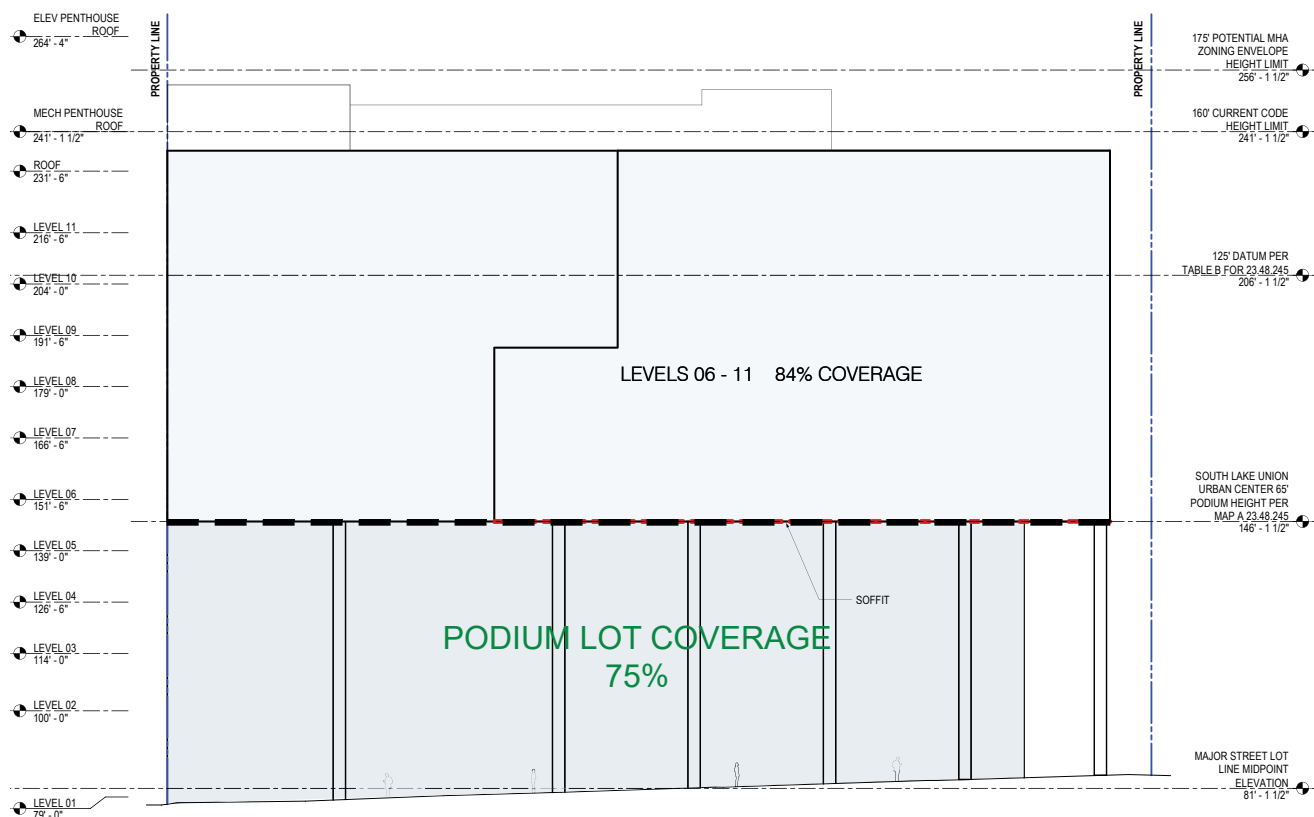 ELEV PENTHOUSE
ROOF
264' - 4"
MECH PENTHOUSE
ROOF
241' - 1 1/2"
ROOF
231' - 6"
LEVEL 11
216' - 6"
LEVEL 10
204' - 0"
LEVEL 09
191' - 6"
LEVEL 08
179' - 0"
LEVEL 07
166' - 6"
LEVEL 06
151' - 6"
LEVEL 05
139' - 0"
LEVEL 04
126' - 6"
LEVEL 03
114' - 0"
LEVEL 02
100' - 0"
LEVEL 01
79' - 0"
PROPERTY LINE
LEVELS 06 - 11 84% COVERAGE
SOFFIT
PODIUM LOT COVERAGE
75%
PROPERTY LINE
175' POTENTIAL MHA
ZONING ENVELOPE
HEIGHT LIMIT
256' - 1 1/2"
160' CURRENT CODE
HEIGHT LIMIT
241' - 1 1/2"
125' DATUM PER
TABLE B FOR 23.48.245
206' - 1 1/2"
SOUTH LAKE UNION
URBAN CENTER 65'
PODIUM HEIGHT PER
MAP A 23.48.245
146' - 1 1/2"
MAJOR STREET LOT
LINE MIDPOINT
ELEVATION
81' - 1 1/2"